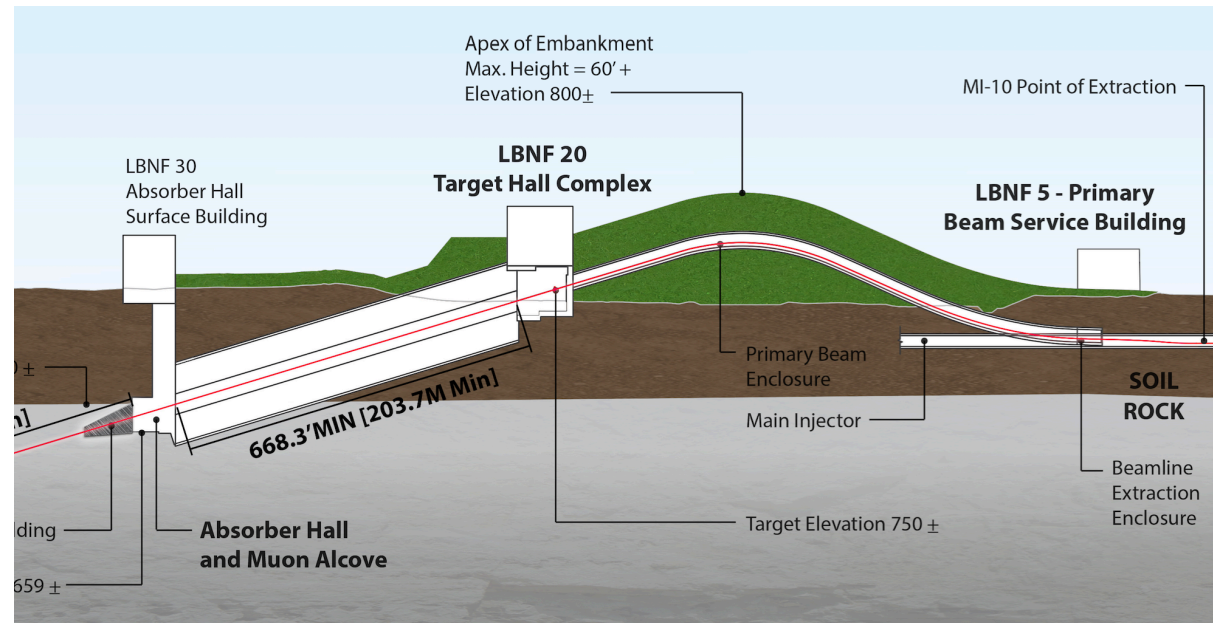 Apex of Embankment
Max. Height = 60’ +
Elevation 800±
MI-10 Point of Extraction
LBNF 30
Absorber Hall
Surface Building
LBNF 20
Target Hall Complex
LBNF 5 - Primary
Beam Service Building
±
Primary Beam
Enclosure
SOIL
ROCK
668.3’MIN [203.7M Min]
Main Injector
Beamline
Extraction
Enclosure
Absorber Hall
and Muon Alcove
Target Elevation 750 ±
659 ±